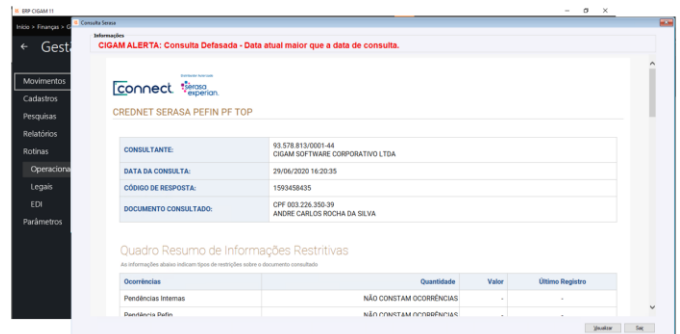 ERP CIGAM 11
Início > Finanças > G
Consulta Serasa
Gest
Informações
CIGAM ALERTA: Consulta Defasada - Data atual maior que a data de consulta.
Movimentos
Cadastros
Pesquisas
Relatórios
Rotinas
Operaciona
Legais
EDI
Parâmetros
connect
serasa experian.
CREDNET SERASA PEFIN PF TOP
CONSULTANTE: 93.578.813/0001-44
CIGAM SOFTWARE CORPORATIVO LTDA
DATA DA CONSULTA: 29/06/2020 16:20:35
CÓDIGO DE RESPOSTA: 1593458435
DOCUMENTO CONSULTADO: CPF 003.226.350-39
ANDRE CARLOS ROCHA DA SILVA
Quadro Resumo de Informações Restritivas
As informações abaixo indicam tipos de restrições sobre o documento consultado
Ocorrências Quantidade Valor Último Registro
Pendências Internas NÃO CONSTAM OCORRÊNCIAS - -
Pendência Pefin NÃO CONSTAM OCORRÊNCIAS - -
Atualizar Sair